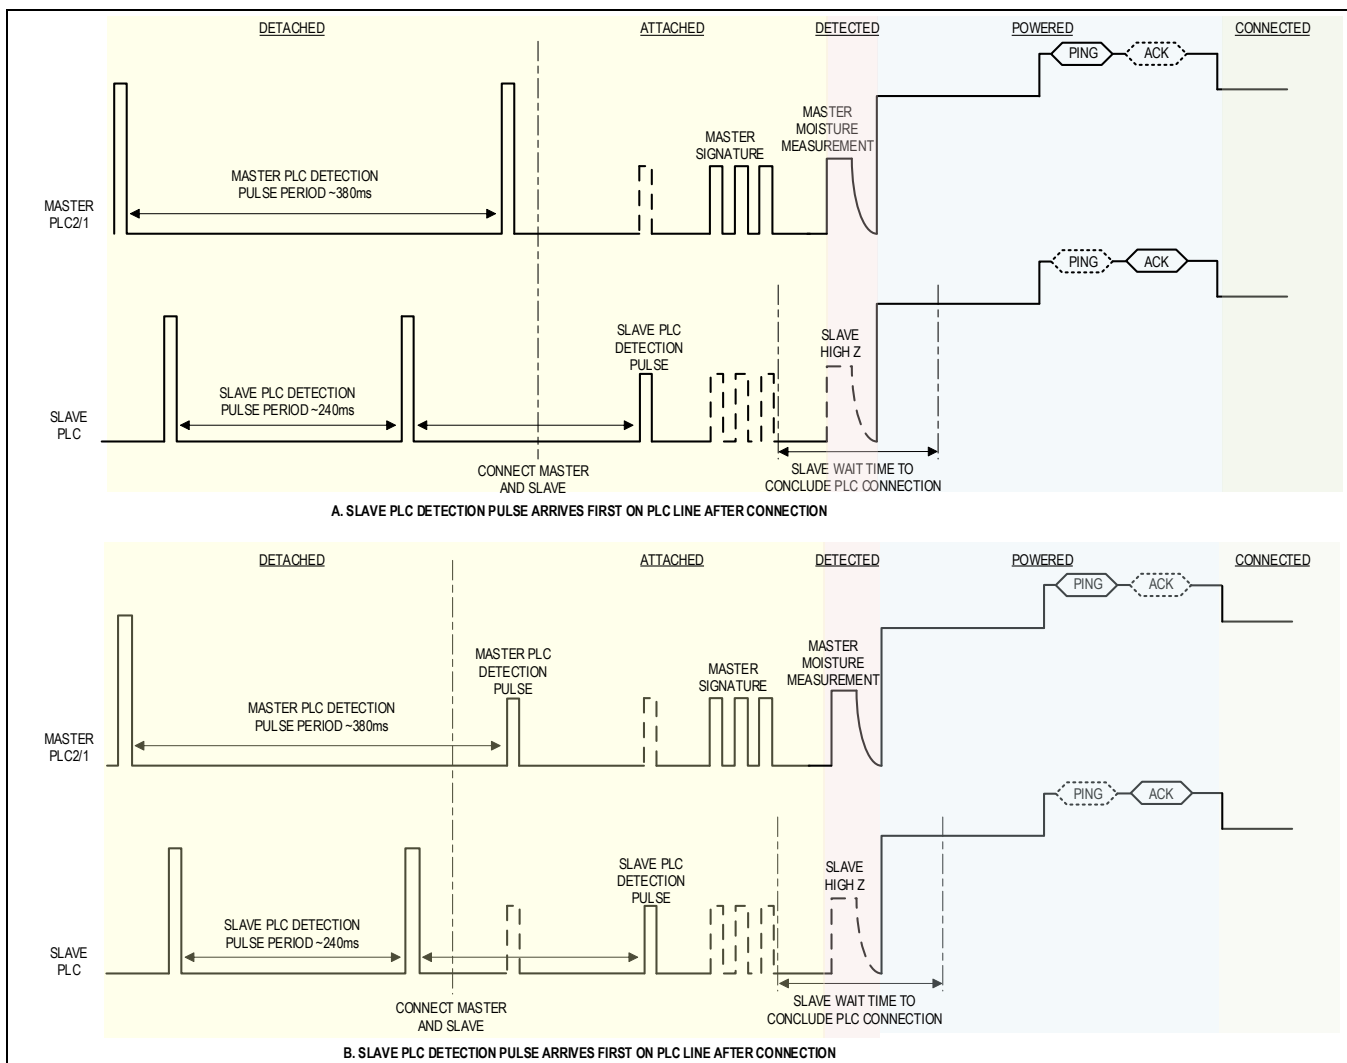 DETACHED
ATTACHED
DETECTED
POWERED
CONNECTED
PING
ACK
MASTER
MOISTURE
MEASUREMENT
MASTER
SIGNATURE
MASTER PLC DETECTION
PULSE PERIOD ~380ms
MASTER
PLC2/1
PING
ACK
SLAVE PLC
DETECTION
PULSE
SLAVE
HIGH Z
SLAVE PLC DETECTION
PULSE PERIOD ~240ms
SLAVE
PLC
CONNECT MASTER
AND SLAVE
SLAVE WAIT TIME TO
CONCLUDE PLC CONNECTION
A. SLAVE PLC DETECTION PULSE ARRIVES FIRST ON PLC LINE AFTER CONNECTION
DETACHED
ATTACHED
DETECTED
POWERED
CONNECTED
PING
ACK
MASTER PLC
DETECTION
PULSE
MASTER
SIGNATURE
MASTER
MOISTURE
MEASUREMENT
MASTER PLC DETECTION
PULSE PERIOD ~380ms
MASTER
PLC2/1
PING
ACK
SLAVE PLC
DETECTION
PULSE
SLAVE
HIGH Z
SLAVE PLC DETECTION
PULSE PERIOD ~240ms
SLAVE
PLC
CONNECT MASTER
AND SLAVE
SLAVE WAIT TIME TO
CONCLUDE PLC CONNECTION
B. SLAVE PLC DETECTION PULSE ARRIVES FIRST ON PLC LINE AFTER CONNECTION